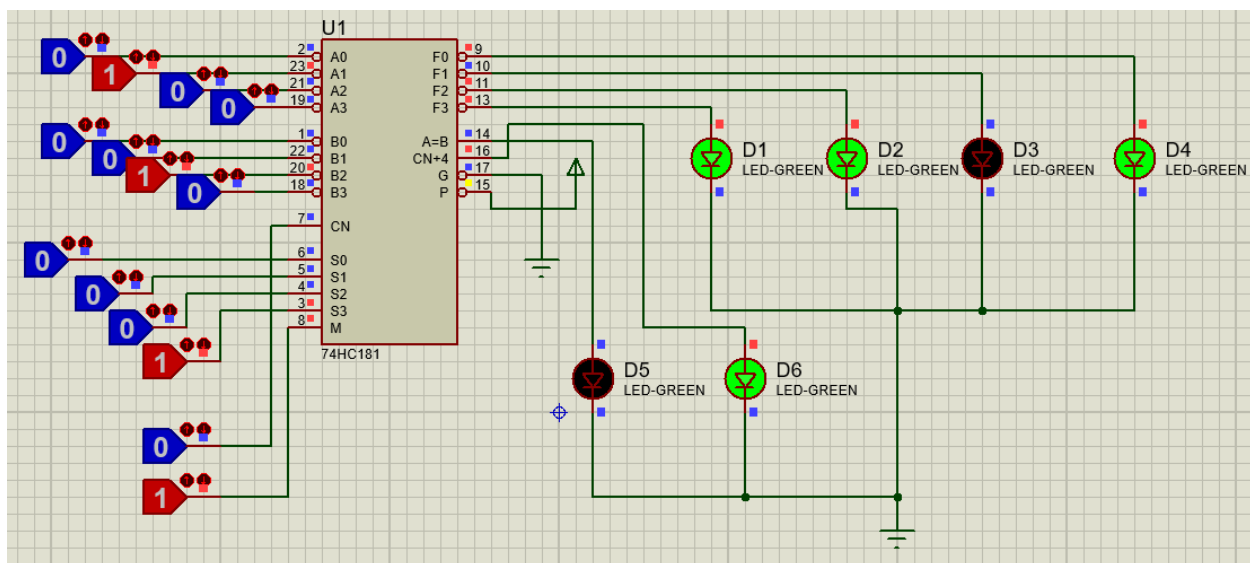 U1
0
1
0
0
0
0
1
0
0
0
0
1
0
1
2
23
21
19
1
22
20
18
7
6
5
4
3
8
A0
A1
A2
A3
B0
B1
B2
B3
CN
S0
S1
S2
S3
M
F0
F1
F2
F3
A=B
CN+4
G
P
9
10
11
13
14
16
17
15
74HC181
D1
LED-GREEN
D2
LED-GREEN
D3
LED-GREEN
D4
LED-GREEN
D5
LED-GREEN
D6
LED-GREEN